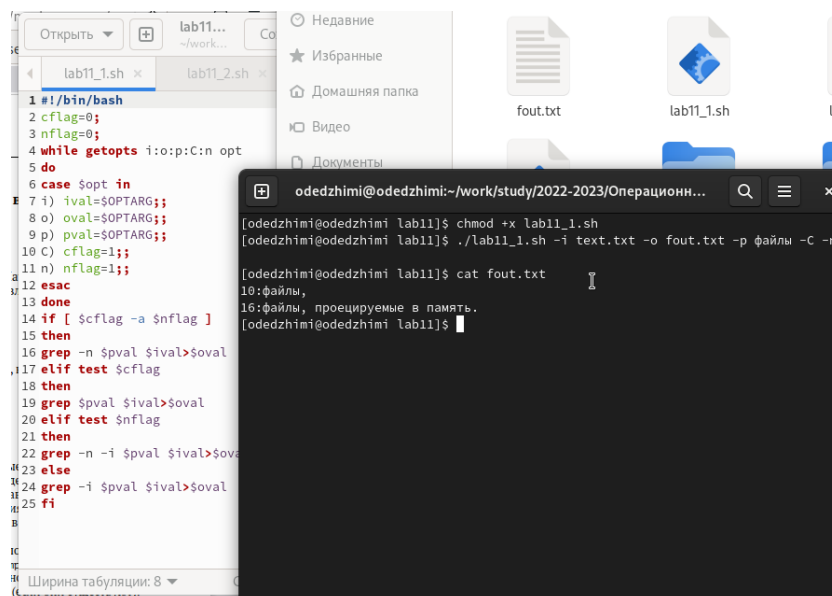 Открыть
lab11...
~/work...
Со
lab11_1.sh
lab11_2.sh
1 #!/bin/bash
2 cflag=0;
3 nflag=0;
4 while getopts i:o:p:C:n opt
5 do
6 case $opt in
7 i) ival=$OPTARG;;
8 o) oval=$OPTARG;;
9 p) pval=$OPTARG;;
10 C) cflag=1;;
11 n) nflag=1;;
12 esac
13 done
14 if [ $cflag -a $nflag ]
15 then
16 grep -n $pval $ival>$oval
17 elif test $cflag
18 then
19 grep $pval $ival>$oval
20 elif test $nflag
21 then
22 grep -n -i $pval $ival>$ova
23 else
24 grep -i $pval $ival>$oval
25 fi
Ширина табуляции: 8
Недавние
Избранные
Домашняя папка
Видео
Документы
fout.txt
lab11_1.sh
odedzhimi@odedzhimi:~/work/study/2022-2023/Операционн...
[odedzhimi@odedzhimi lab11]$ chmod +x lab11_1.sh
[odedzhimi@odedzhimi lab11]$ ./lab11_1.sh -i text.txt -o fout.txt -p файлы -C -n
[odedzhimi@odedzhimi lab11]$ cat fout.txt
10:файлы,
16:файлы, проецируемые в память.
[odedzhimi@odedzhimi lab11]$